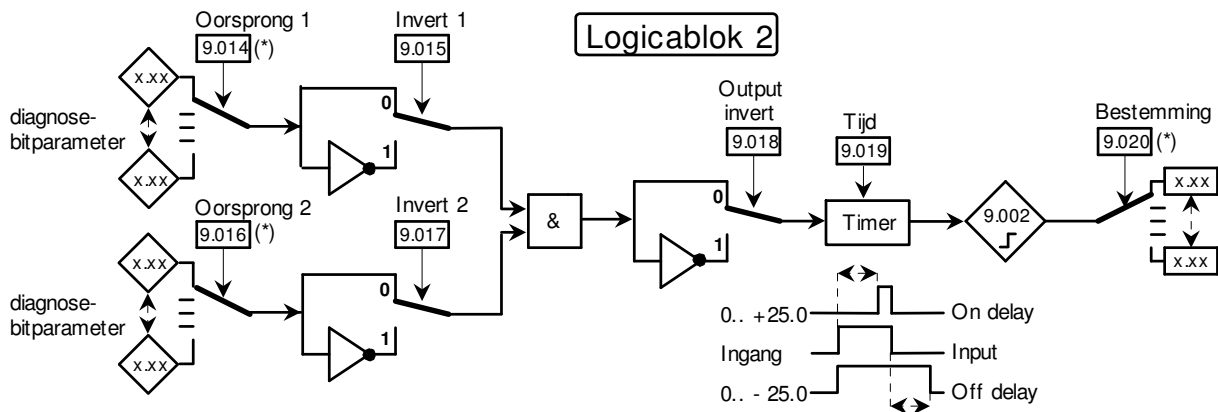 Logicablok 2
Oorsprong 1
9.014 (*)
Invert 1
9.015
x.xx
diagnose-
bitparameter
x.xx
0
1
Oorsprong 2
9.016 (*)
Invert 2
9.017
x.xx
diagnose-
bitparameter
x.xx
0
1
&
Output
invert
9.018
0
1
Tijd
9.019
Timer
9.002
Bestemming
9.020 (*)
x.xx
x.xx
0.. +25.0
On delay
Ingang
Input
0.. - 25.0
Off delay